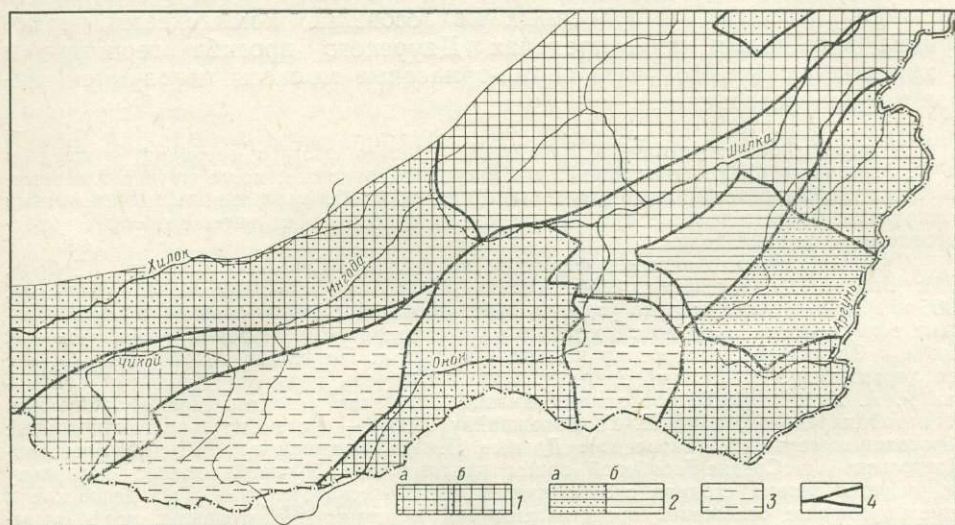 Шилка
Хилок
Ингода
Аргунь
Чикой
Онон
а б 1 а б 2 3 4